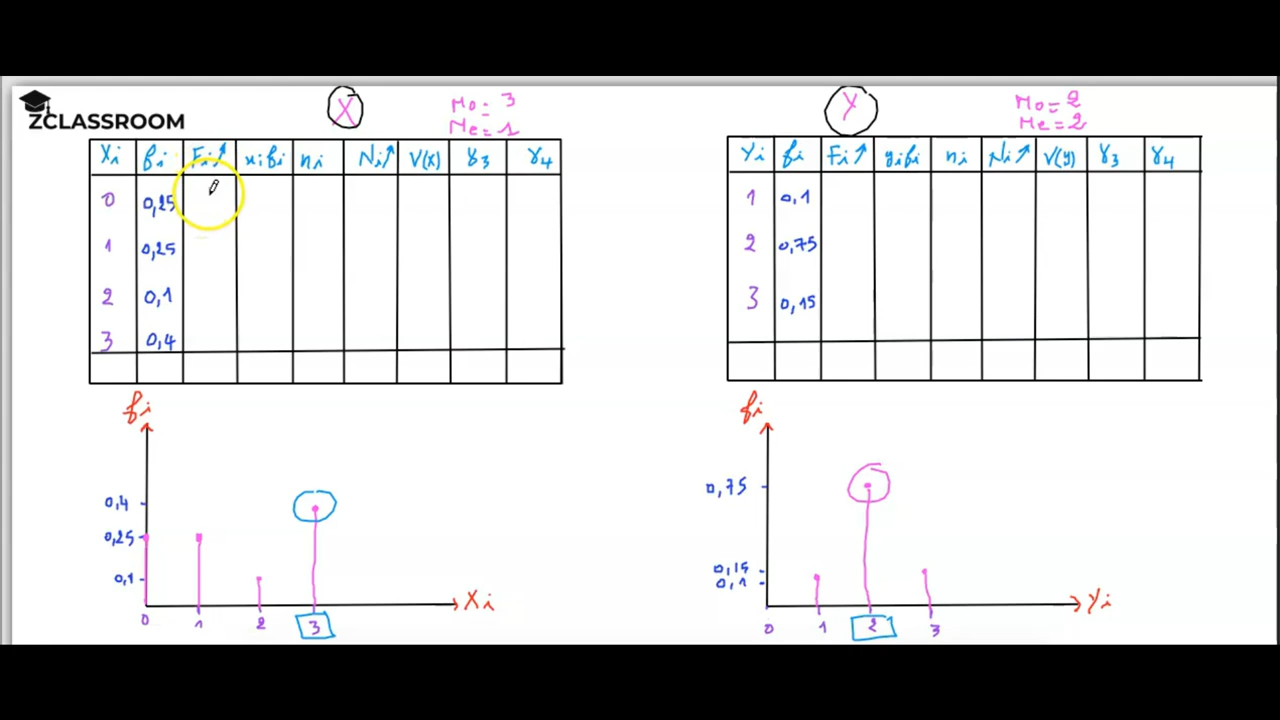 ZCLASSROOM
X
Mo = 3
Me = 1
Xi fi Fi↗ xifi ni Ni↗ V(X) γ3 γ4
0 0,25
1 0,25
2 0,1
3 0,4
fi
0,4
0,25
0,1
0 1 2 3
Xi
Y
Mo = 2
Me = 2
Yi fi Fi↗ yifi ni Ni↗ V(y) γ3 γ4
1 0,1
2 0,75
3 0,15
fi
0,75
0,15
0,1
0 1 2 3
Yi